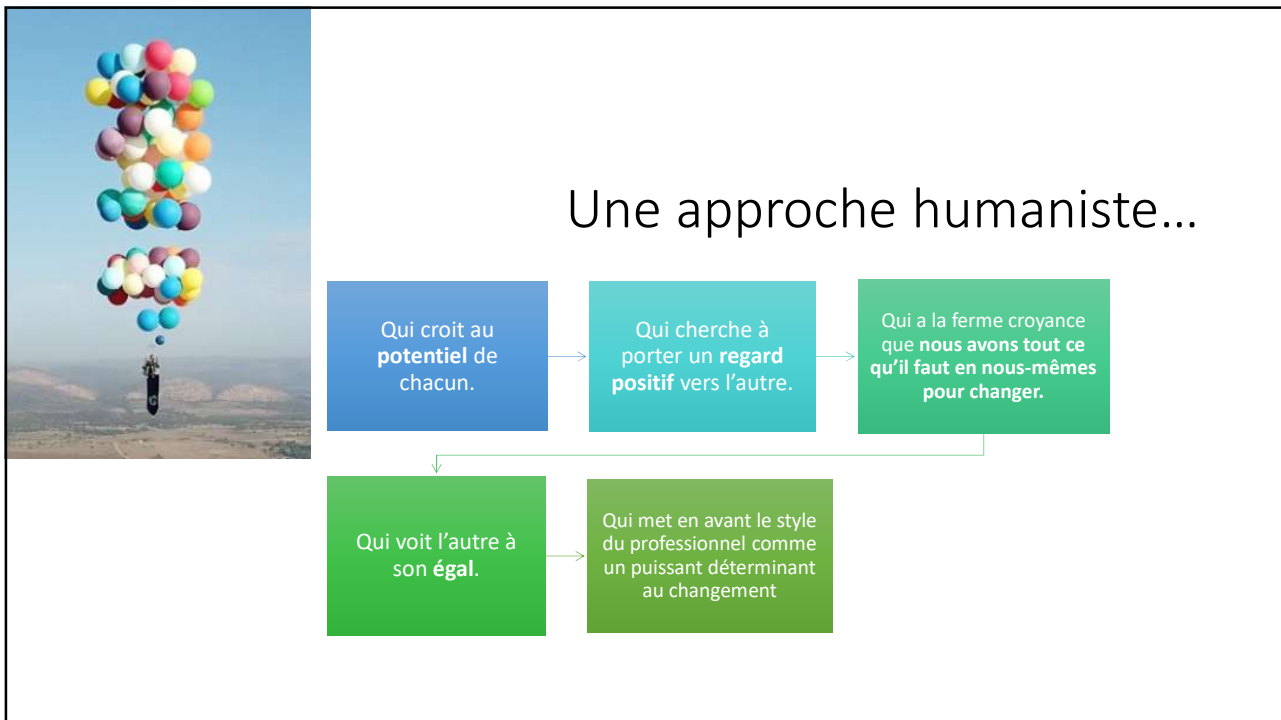 Une approche humaniste…
Qui croit au
potentiel de
chacun.
Qui cherche à
porter un regard
positif vers l’autre.
Qui a la ferme croyance
que nous avons tout ce
qu’il faut en nous-mêmes
pour changer.
Qui voit l’autre à
son égal.
Qui met en avant le style
du professionnel comme
un puissant déterminant
au changement